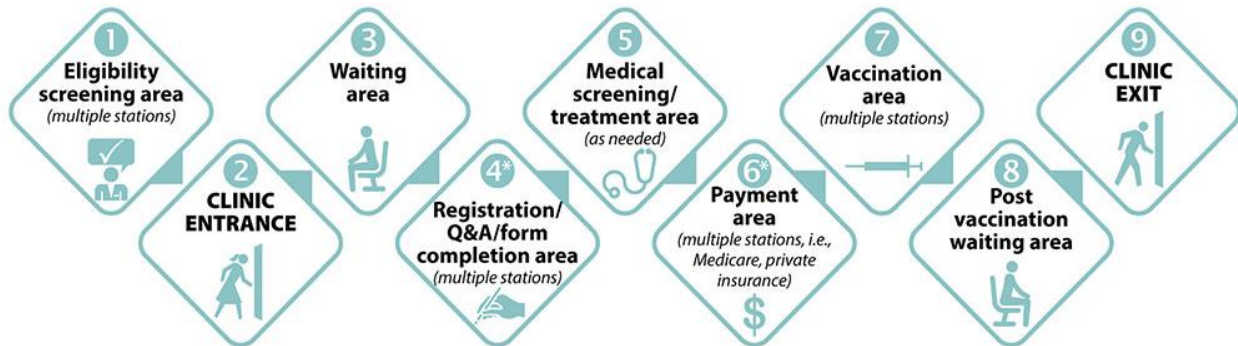 1
Eligibility
screening area
(multiple stations)
2
CLINIC
ENTRANCE
3
Waiting
area
4*
Registration/
Q&A/form
completion area
(multiple stations)
5
Medical
screening/
treatment area
(as needed)
6*
Payment
area
(multiple stations, i.e.,
Medicare, private
insurance)
$
7
Vaccination
area
(multiple stations)
8
Post
vaccination
waiting area
9
CLINIC
EXIT